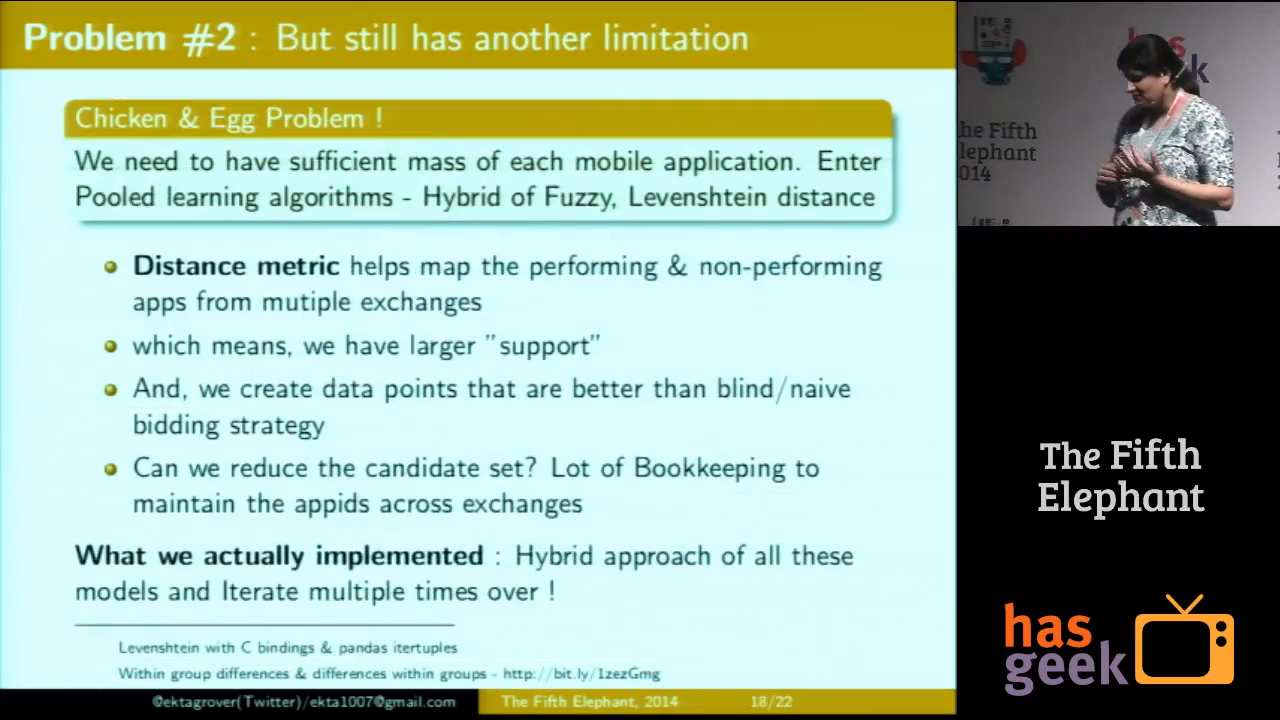 Problem #2 : But still has another limitation
Chicken & Egg Problem !
We need to have sufficient mass of each mobile application. Enter
Pooled learning algorithms - Hybrid of Fuzzy, Levenshtein distance
Distance metric helps map the performing & non-performing
apps from mutiple exchanges
which means, we have larger "support"
And, we create data points that are better than blind/naive
bidding strategy
Can we reduce the candidate set? Lot of Bookkeeping to
maintain the appids across exchanges
What we actually implemented : Hybrid approach of all these
models and Iterate multiple times over !
Levenshtein with C bindings & pandas itertuples
Within group differences & differences within groups - http://bit.ly/1zezGmg
@ektagrover(Twitter)/ekta1007@gmail.com
The Fifth Elephant, 2014
18/22
has
k
he Fifth
lephant
014
The Fifth
Elephant
has
geek